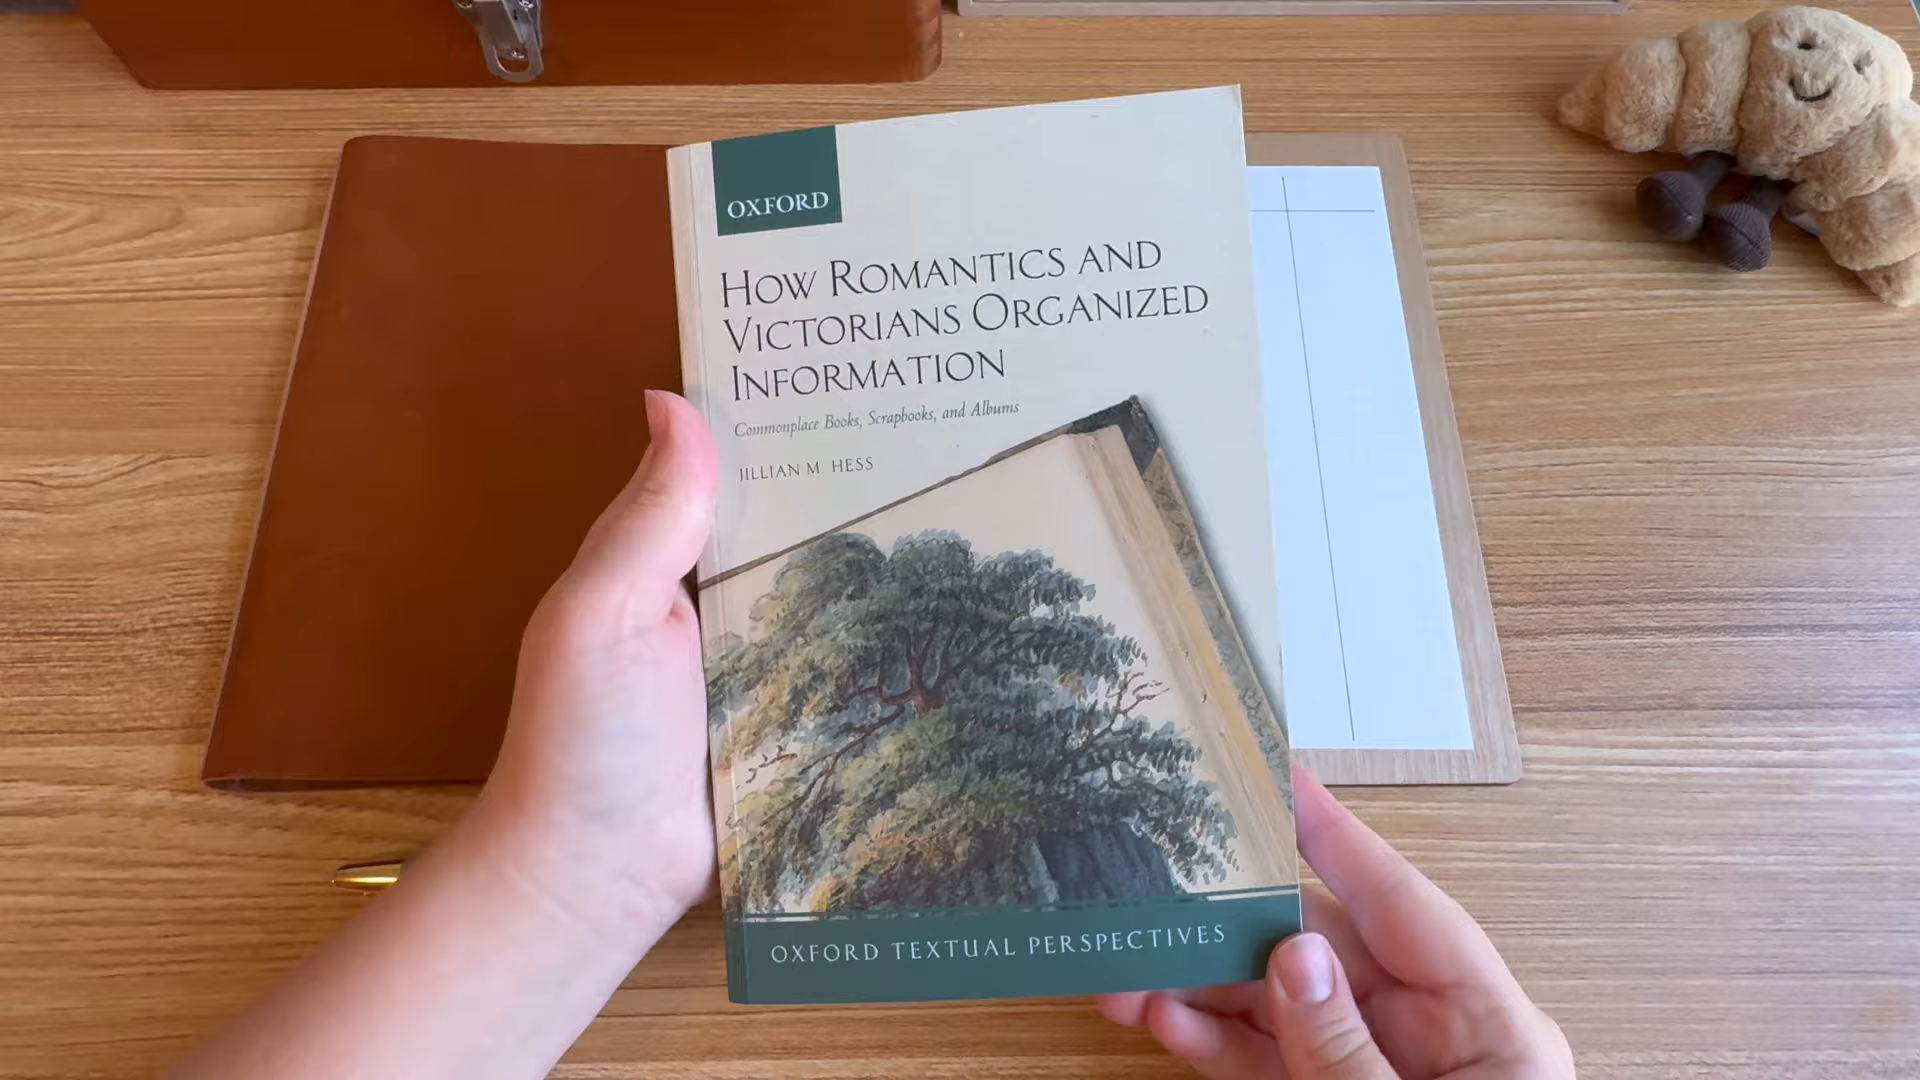 OXFORD
HOW ROMANTICS AND
VICTORIANS ORGANIZED
INFORMATION
Commonplace Books, Scrapbooks, and Albums
JILLIAN M. HESS
OXFORD TEXTUAL PERSPECTIVES